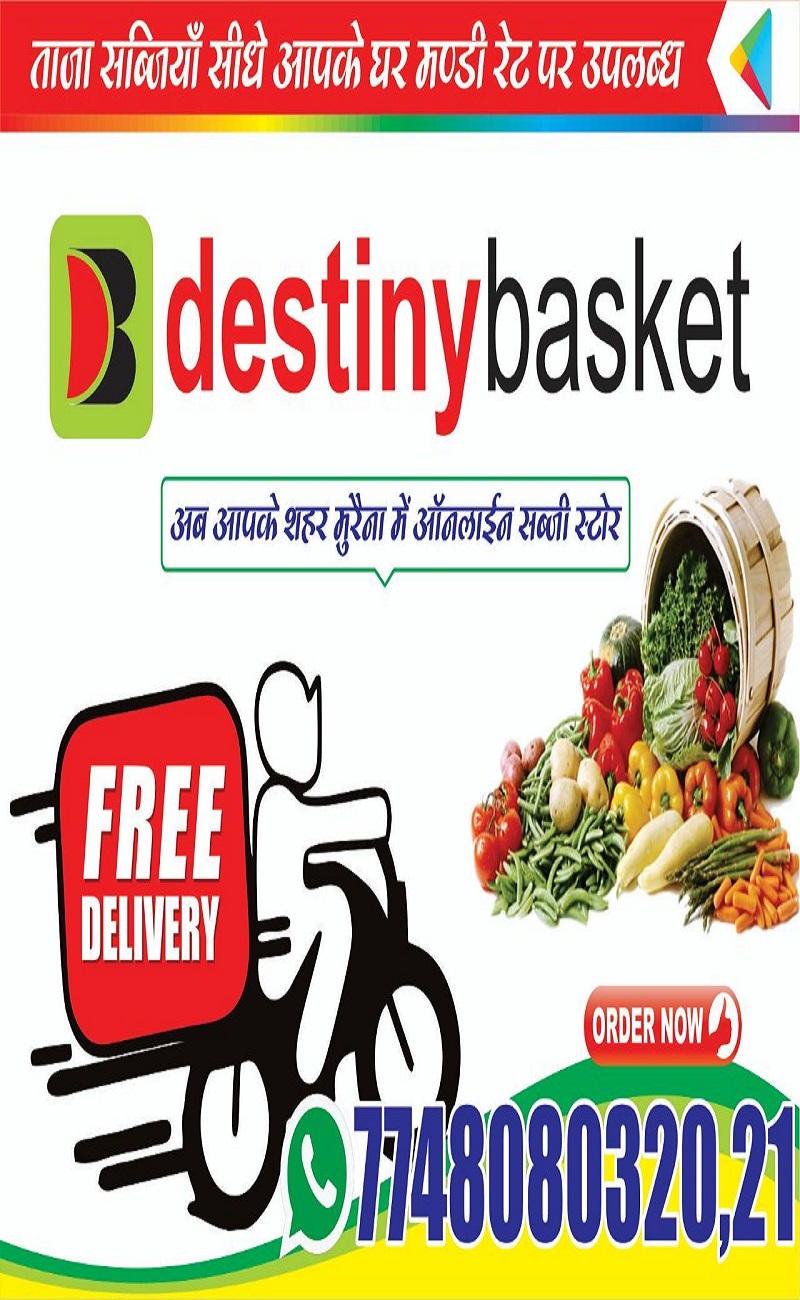 ताजा सब्जियाँ सीधे आपके घर मण्डी रेट पर उपलब्ध
destinybasket
अब आपके शहर मुरैना में ऑनलाईन सब्जी स्टोर
FREE
DELIVERY
ORDER NOW
7748080320,21